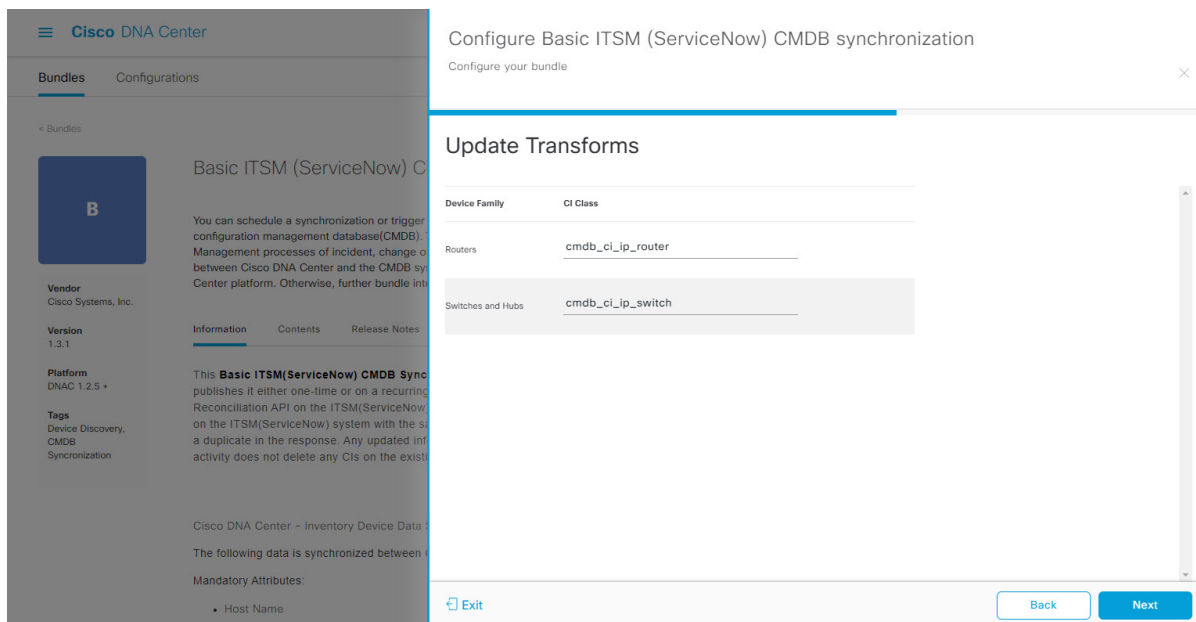 Cisco DNA Center
Bundles Configurations
< Bundles
B
Vendor
Cisco Systems, Inc.
Version
1.3.1
Platform
DNAC 1.2.5 +
Tags
Device Discovery,
CMDB
Syncronization
Basic ITSM (ServiceNow) C
You can schedule a synchronization or trigger
configuration management database(CMDB).
Management processes of incident, change o
between Cisco DNA Center and the CMDB sy
Center platform. Otherwise, further bundle int
Information Contents Release Notes
This Basic ITSM(ServiceNow) CMDB Sync
publishes it either one-time or on a recurring
Reconciliation API on the ITSM(ServiceNow)
on the ITSM(ServiceNow) system with the sa
a duplicate in the response. Any updated inf
activity does not delete any CIs on the existi
Cisco DNA Center - Inventory Device Data
The following data is synchronized between
Mandatory Attributes:
• Host Name
Configure Basic ITSM (ServiceNow) CMDB synchronization
Configure your bundle
Update Transforms
Device Family CI Class
Routers cmdb_ci_ip_router
Switches and Hubs cmdb_ci_ip_switch
Exit Back Next